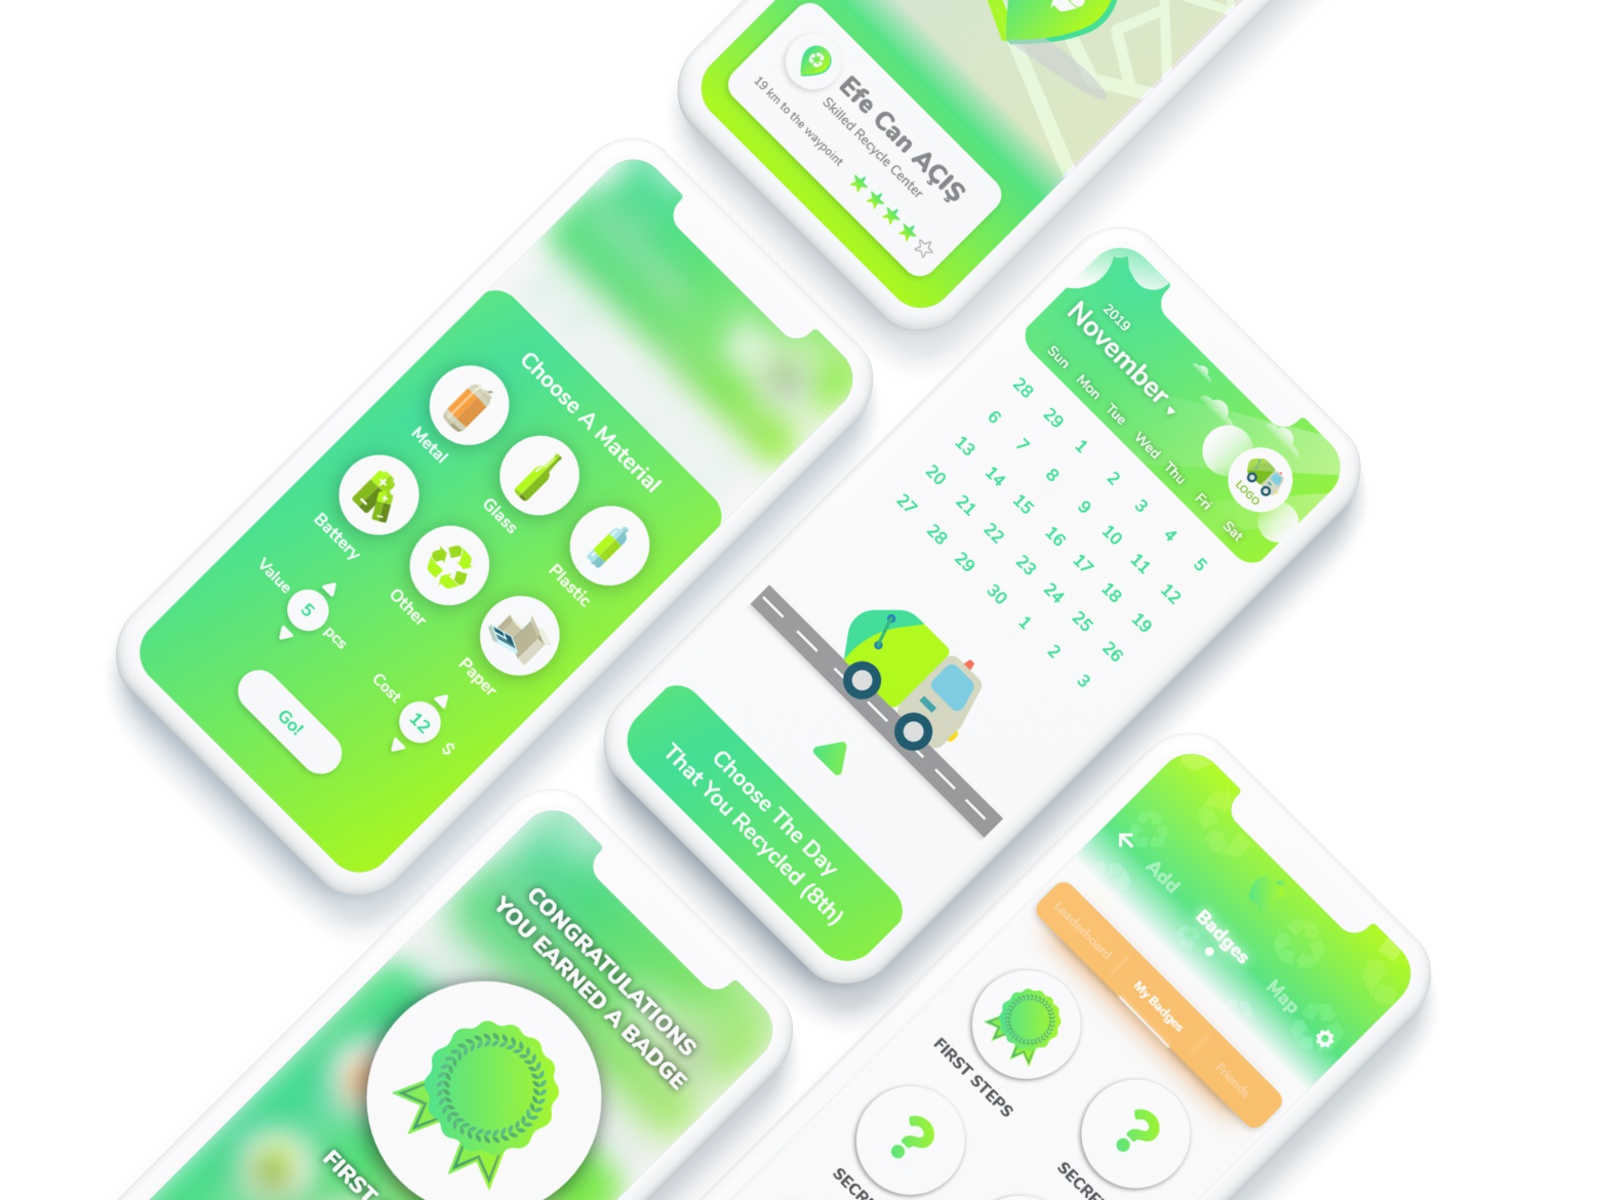 Efe Can AÇIŞ
Skilled Recycle Center
19 km to the waypoint
Choose A Material
Metal
Glass
Plastic
Battery
Other
Paper
Value
5
pcs
Cost
12
$
Go!
2019
November
Sun Mon Tue Wed Thu Fri Sat
28 29 1 2 3 4 5
6 7 8 9 10 11 12
13 14 15 16 17 18 19
20 21 22 23 24 25 26
27 28 29 30 1 2 3
LOGO
Choose The Day
That You Recycled (8th)
CONGRATULATIONS
YOU EARNED A BADGE
FIRST
Add Badges Map
Leaderboard My Badges Friends
FIRST STEPS
SECR
SECRE